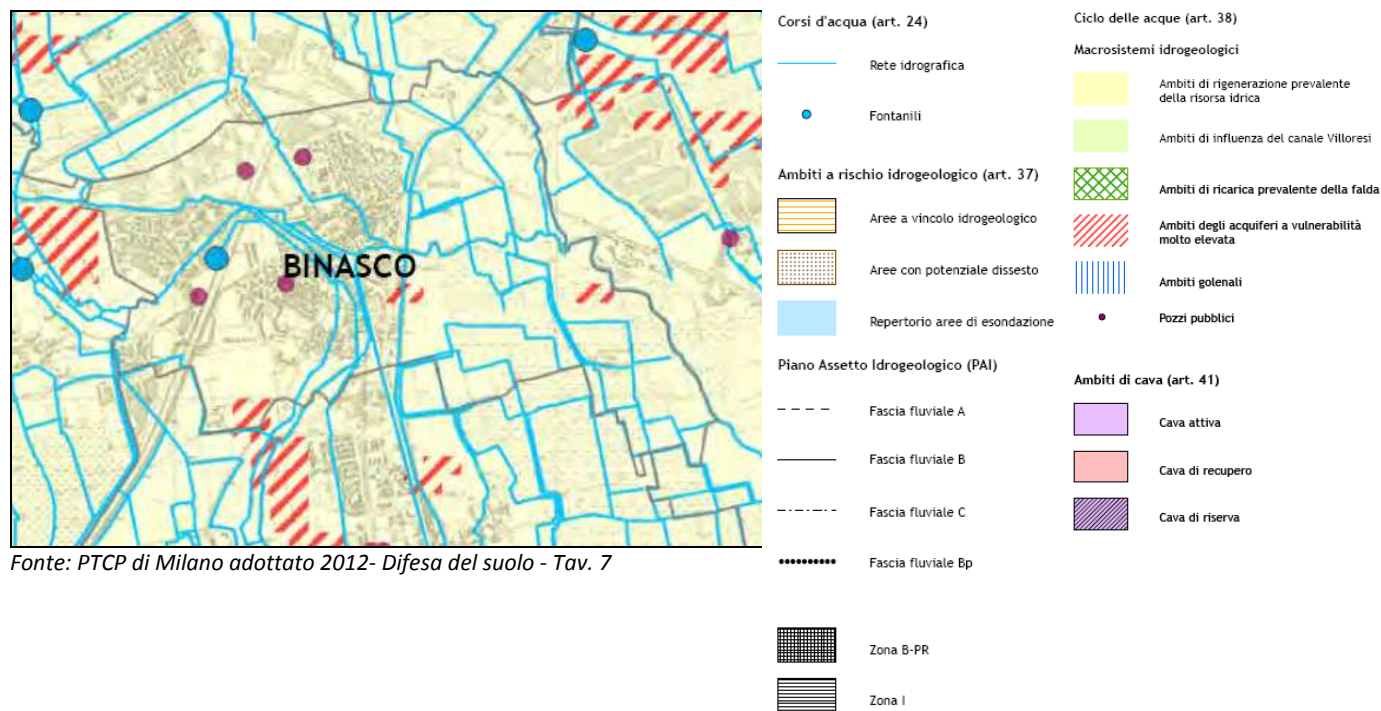 BINASCO
Fonte: PTCP di Milano adottato 2012- Difesa del suolo - Tav. 7
Corsi d'acqua (art. 24)
Rete idrografica
Fontanili
Ambiti a rischio idrogeologico (art. 37)
Aree a vincolo idrogeologico
Aree con potenziale dissesto
Repertorio aree di esondazione
Piano Assetto Idrogeologico (PAI)
Fascia fluviale A
Fascia fluviale B
Fascia fluviale C
Fascia fluviale Bp
Zona B-PR
Zona I
Ciclo delle acque (art. 38)
Macrosistemi idrogeologici
Ambiti di rigenerazione prevalente
della risorsa idrica
Ambiti di influenza del canale Villoresi
Ambiti di ricarica prevalente della falda
Ambiti degli acquiferi a vulnerabilità
molto elevata
Ambiti golenali
Pozzi pubblici
Ambiti di cava (art. 41)
Cava attiva
Cava di recupero
Cava di riserva